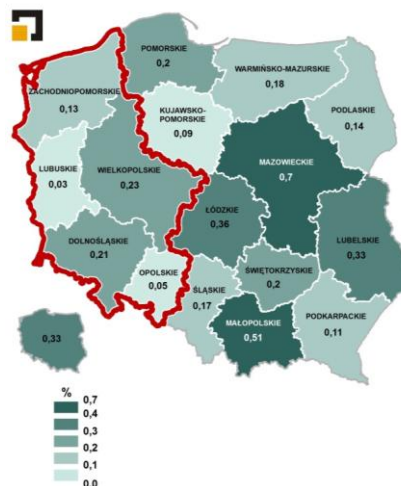 POMORSKIE
0,2
WARMIŃSKO-MAZURSKIE
0,18
ZACHODNIOPOMORSKIE
0,13
KUJAWSKO-
POMORSKIE
0,09
PODLASKIE
0,14
MAZOWIECKIE
0,7
LUBUSKIE
0,03
WIELKOPOLSKIE
0,23
ŁÓDZKIE
0,36
LUBELSKIE
0,33
DOLNOŚLĄSKIE
0,21
OPOLSKIE
0,05
ŚLĄSKIE
0,17
ŚWIĘTOKRZYSKIE
0,2
MAŁOPOLSKIE
0,51
PODKARPACKIE
0,11
0,33
%
0,7
0,4
0,3
0,2
0,1
0,0